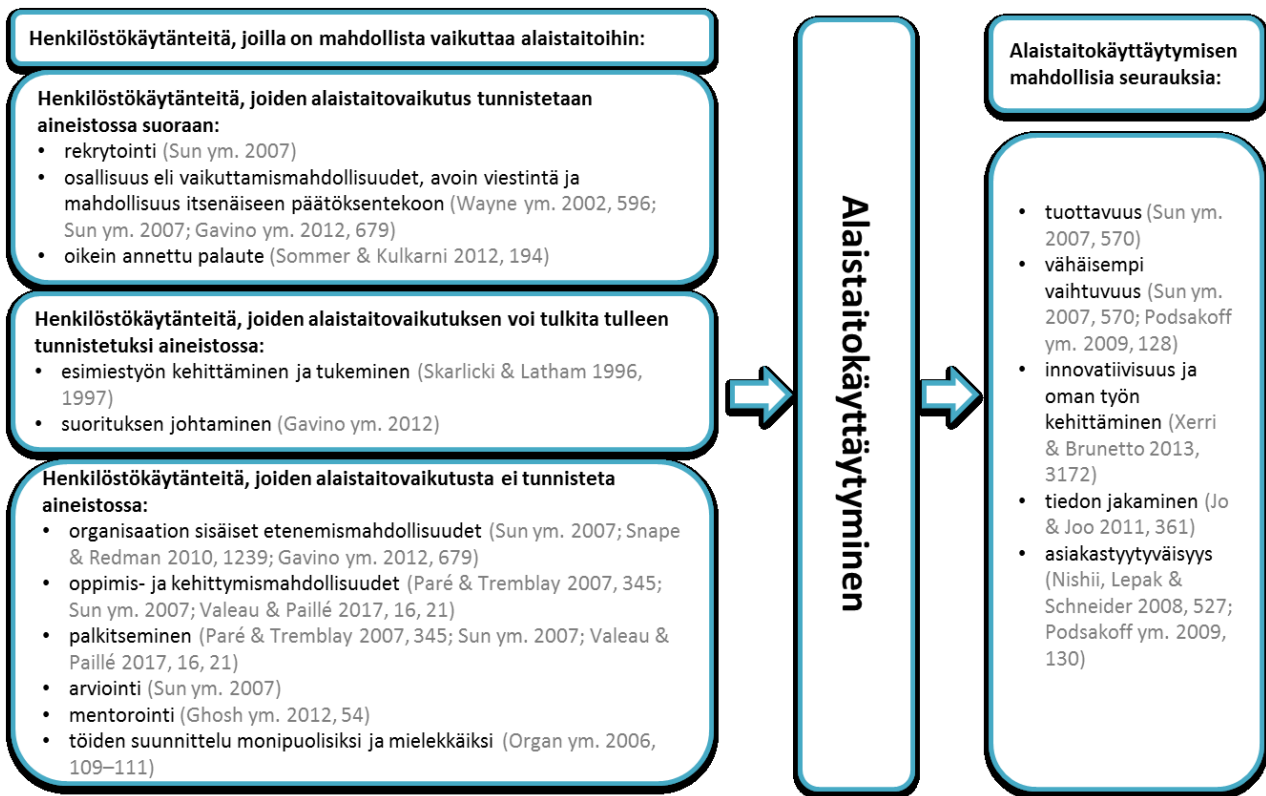 Henkilöstökäytänteitä, joilla on mahdollista vaikuttaa alaistaitoihin:
Henkilöstökäytänteitä, joiden alaistaitovaikutus tunnistetaan
aineistossa suoraan:
• rekrytointi (Sun ym. 2007)
• osallisuus eli vaikuttamismahdollisuudet, avoin viestintä ja
mahdollisuus itsenäiseen päätöksentekoon (Wayne ym. 2002, 596;
Sun ym. 2007; Gavino ym. 2012, 679)
• oikein annettu palaute (Sommer & Kulkarni 2012, 194)
Henkilöstökäytänteitä, joiden alaistaitovaikutuksen voi tulkita tulleen
tunnistetuksi aineistossa:
• esimiestyön kehittäminen ja tukeminen (Skarlicki & Latham 1996,
1997)
• suorituksen johtaminen (Gavino ym. 2012)
Henkilöstökäytänteitä, joiden alaistaitovaikutusta ei tunnisteta
aineistossa:
• organisaation sisäiset etenemismahdollisuudet (Sun ym. 2007; Snape
& Redman 2010, 1239; Gavino ym. 2012, 679)
• oppimis- ja kehittymismahdollisuudet (Paré & Tremblay 2007, 345;
Sun ym. 2007; Valeau & Paillé 2017, 16, 21)
• palkitseminen (Paré & Tremblay 2007, 345; Sun ym. 2007; Valeau &
Paillé 2017, 16, 21)
• arviointi (Sun ym. 2007)
• mentorointi (Ghosh ym. 2012, 54)
• töiden suunnittelu monipuolisiksi ja mielekkäiksi (Organ ym. 2006,
109–111)
Alaistaitokäyttäytyminen
Alaistaitokäyttäytymisen
mahdollisia seurauksia:
• tuottavuus (Sun ym.
2007, 570)
• vähäisempi
vaihtuvuus (Sun ym.
2007, 570; Podsakoff
ym. 2009, 128)
• innovatiivisuus ja
oman työn
kehittäminen (Xerri
& Brunetto 2013,
3172)
• tiedon jakaminen (Jo
& Joo 2011, 361)
• asiakastyytyväisyys
(Nishii, Lepak &
Schneider 2008, 527;
Podsakoff ym. 2009,
130)